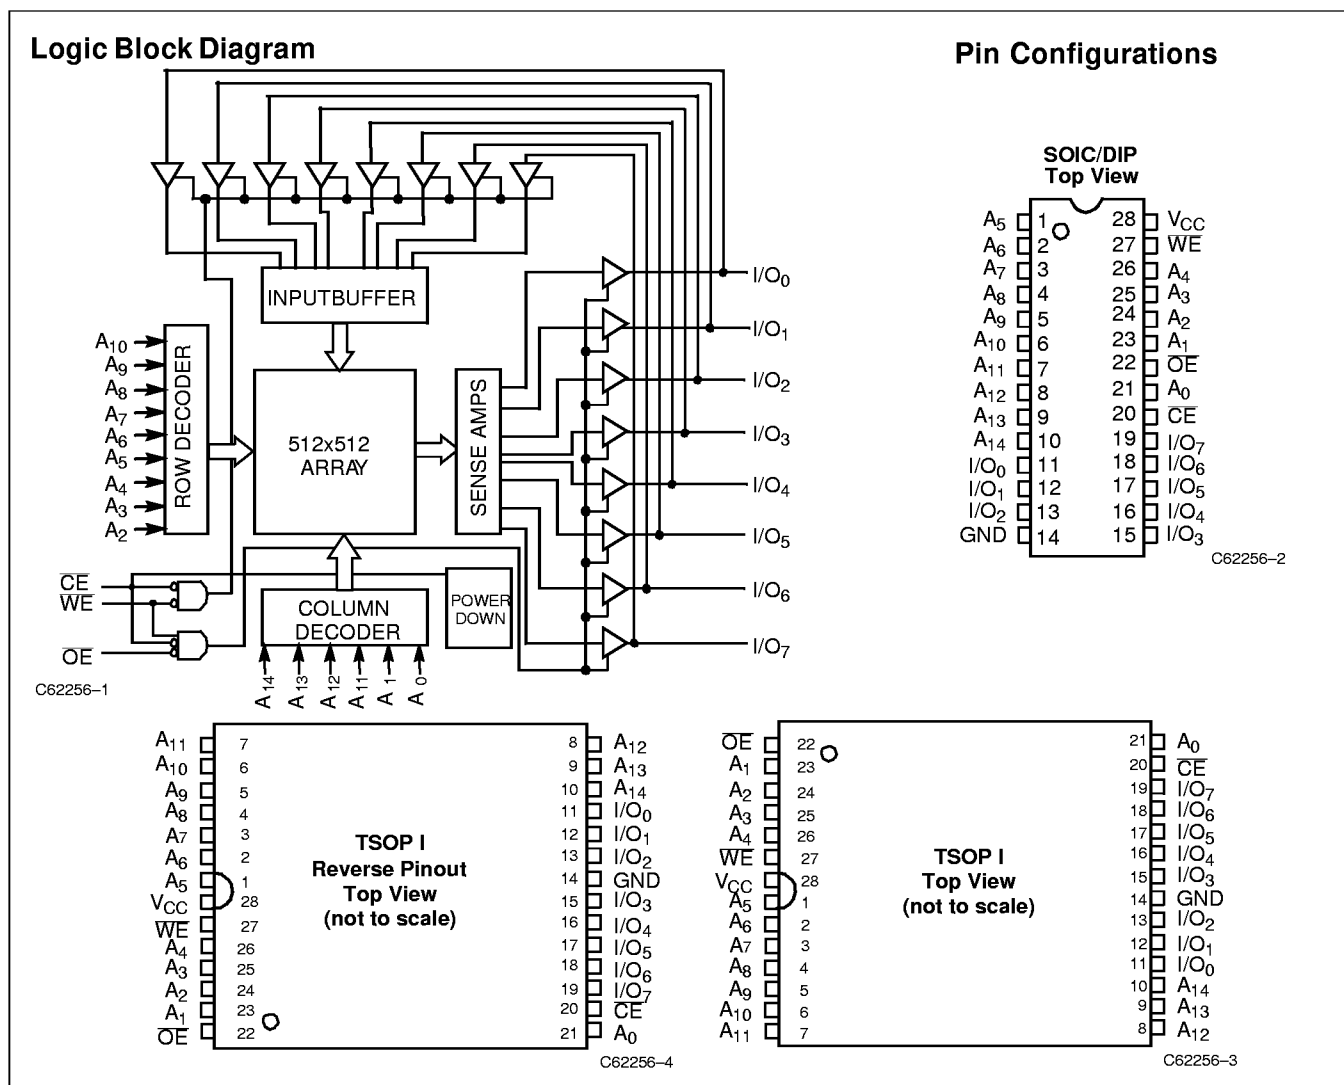 Logic Block Diagram
Pin Configurations
INPUTBUFFER
A10
A9
A8
A7
A6
A5
A4
A3
A2
ROW DECODER
512x512
ARRAY
SENSE AMPS
I/O0
I/O1
I/O2
I/O3
I/O4
I/O5
I/O6
I/O7
CE
WE
OE
COLUMN
DECODER
POWER
DOWN
A14
A13
A12
A11
A1
A0
C62256–1
SOIC/DIP
Top View
A5 1 28 VCC
A6 2 27 WE
A7 3 26 A4
A8 4 25 A3
A9 5 24 A2
A10 6 23 A1
A11 7 22 OE
A12 8 21 A0
A13 9 20 CE
A14 10 19 I/O7
I/O0 11 18 I/O6
I/O1 12 17 I/O5
I/O2 13 16 I/O4
GND 14 15 I/O3
C62256–2
A11 7 8 A12
A10 6 9 A13
A9 5 10 A14
A8 4 11 I/O0
A7 3 12 I/O1
A6 2 13 I/O2
A5 1 14 GND
VCC 28 15 I/O3
WE 27 16 I/O4
A4 26 17 I/O5
A3 25 18 I/O6
A2 24 19 I/O7
A1 23 20 CE
OE 22 21 A0
TSOP I
Reverse Pinout
Top View
(not to scale)
C62256–4
OE 22 21 A0
A1 23 20 CE
A2 24 19 I/O7
A3 25 18 I/O6
A4 26 17 I/O5
WE 27 16 I/O4
VCC 28 15 I/O3
A5 1 14 GND
A6 2 13 I/O2
A7 3 12 I/O1
A8 4 11 I/O0
A9 5 10 A14
A10 6 9 A13
A11 7 8 A12
TSOP I
Top View
(not to scale)
C62256–3